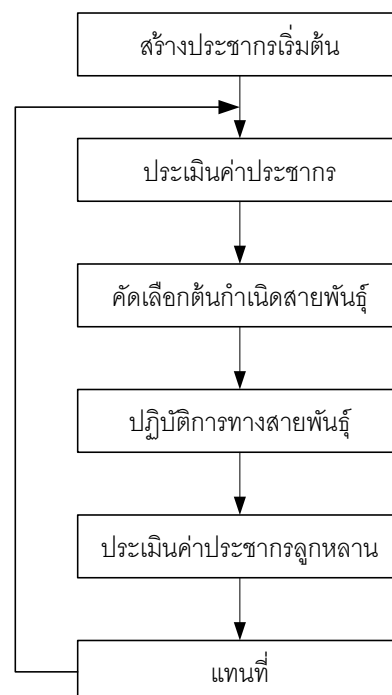 สร้างประชากรเริ่มต้น
ประเมินค่าประชากร
คัดเลือกต้นกำเนิดสายพันธุ์
ปฏิบัติการทางสายพันธุ์
ประเมินค่าประชากรลูกหลาน
แทนที่